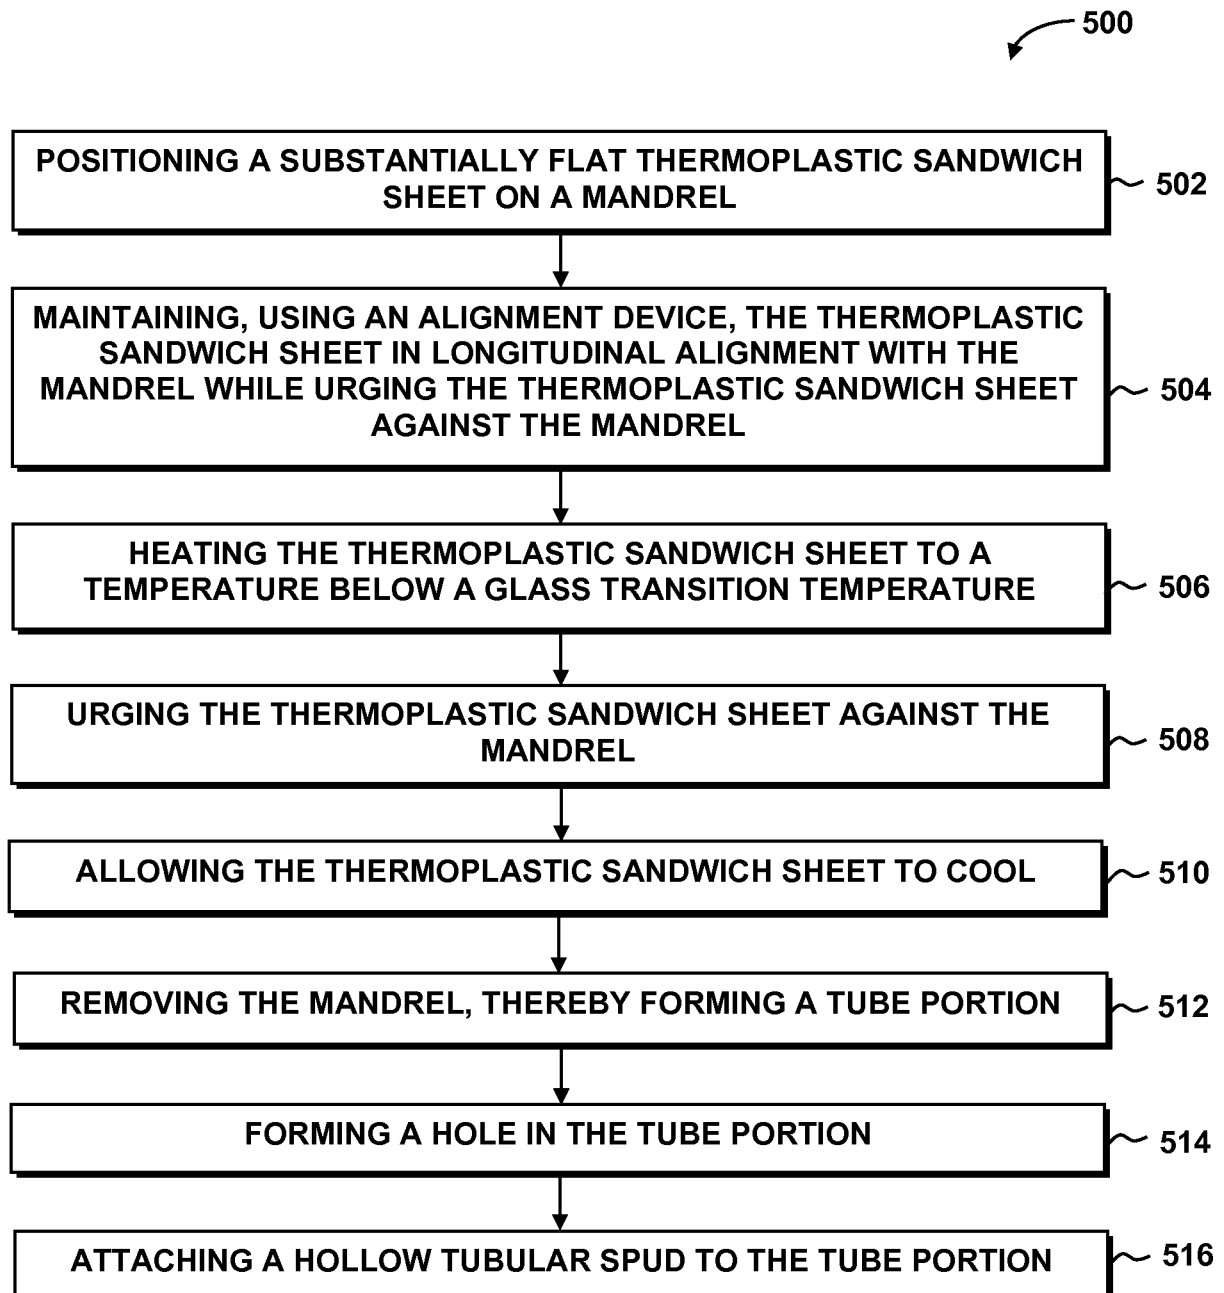 500
POSITIONING A SUBSTANTIALLY FLAT THERMOPLASTIC SANDWICH
SHEET ON A MANDREL
502
MAINTAINING, USING AN ALIGNMENT DEVICE, THE THERMOPLASTIC
SANDWICH SHEET IN LONGITUDINAL ALIGNMENT WITH THE
MANDREL WHILE URGING THE THERMOPLASTIC SANDWICH SHEET
AGAINST THE MANDREL
504
HEATING THE THERMOPLASTIC SANDWICH SHEET TO A
TEMPERATURE BELOW A GLASS TRANSITION TEMPERATURE
506
URGING THE THERMOPLASTIC SANDWICH SHEET AGAINST THE
MANDREL
508
ALLOWING THE THERMOPLASTIC SANDWICH SHEET TO COOL
510
REMOVING THE MANDREL, THEREBY FORMING A TUBE PORTION
512
FORMING A HOLE IN THE TUBE PORTION
514
ATTACHING A HOLLOW TUBULAR SPUD TO THE TUBE PORTION
516